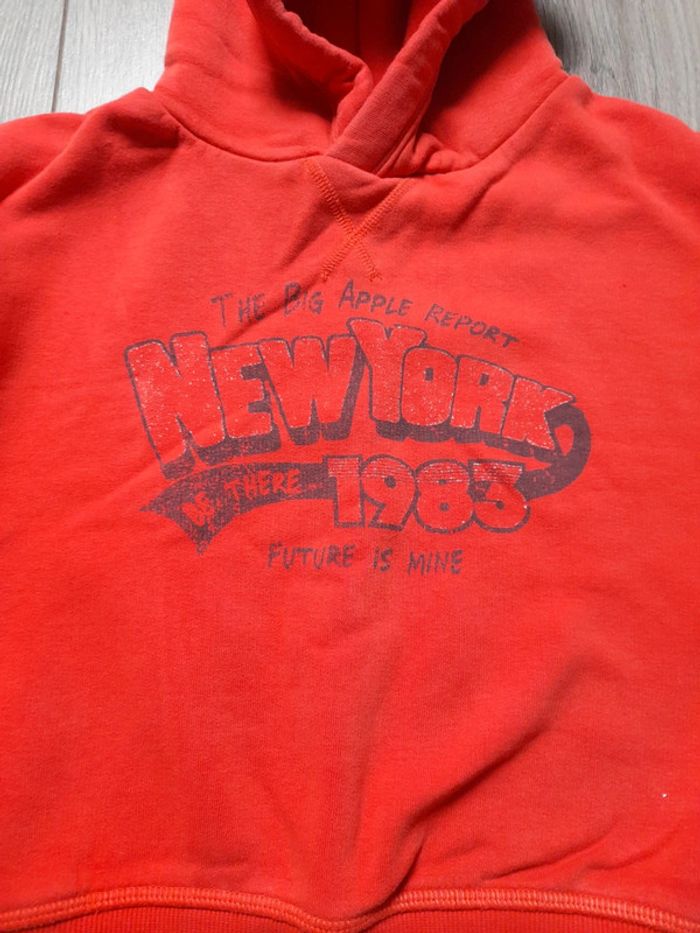 THE BIG APPLE REPORT
NEW YORK
BE THERE 1983
FUTURE IS MINE